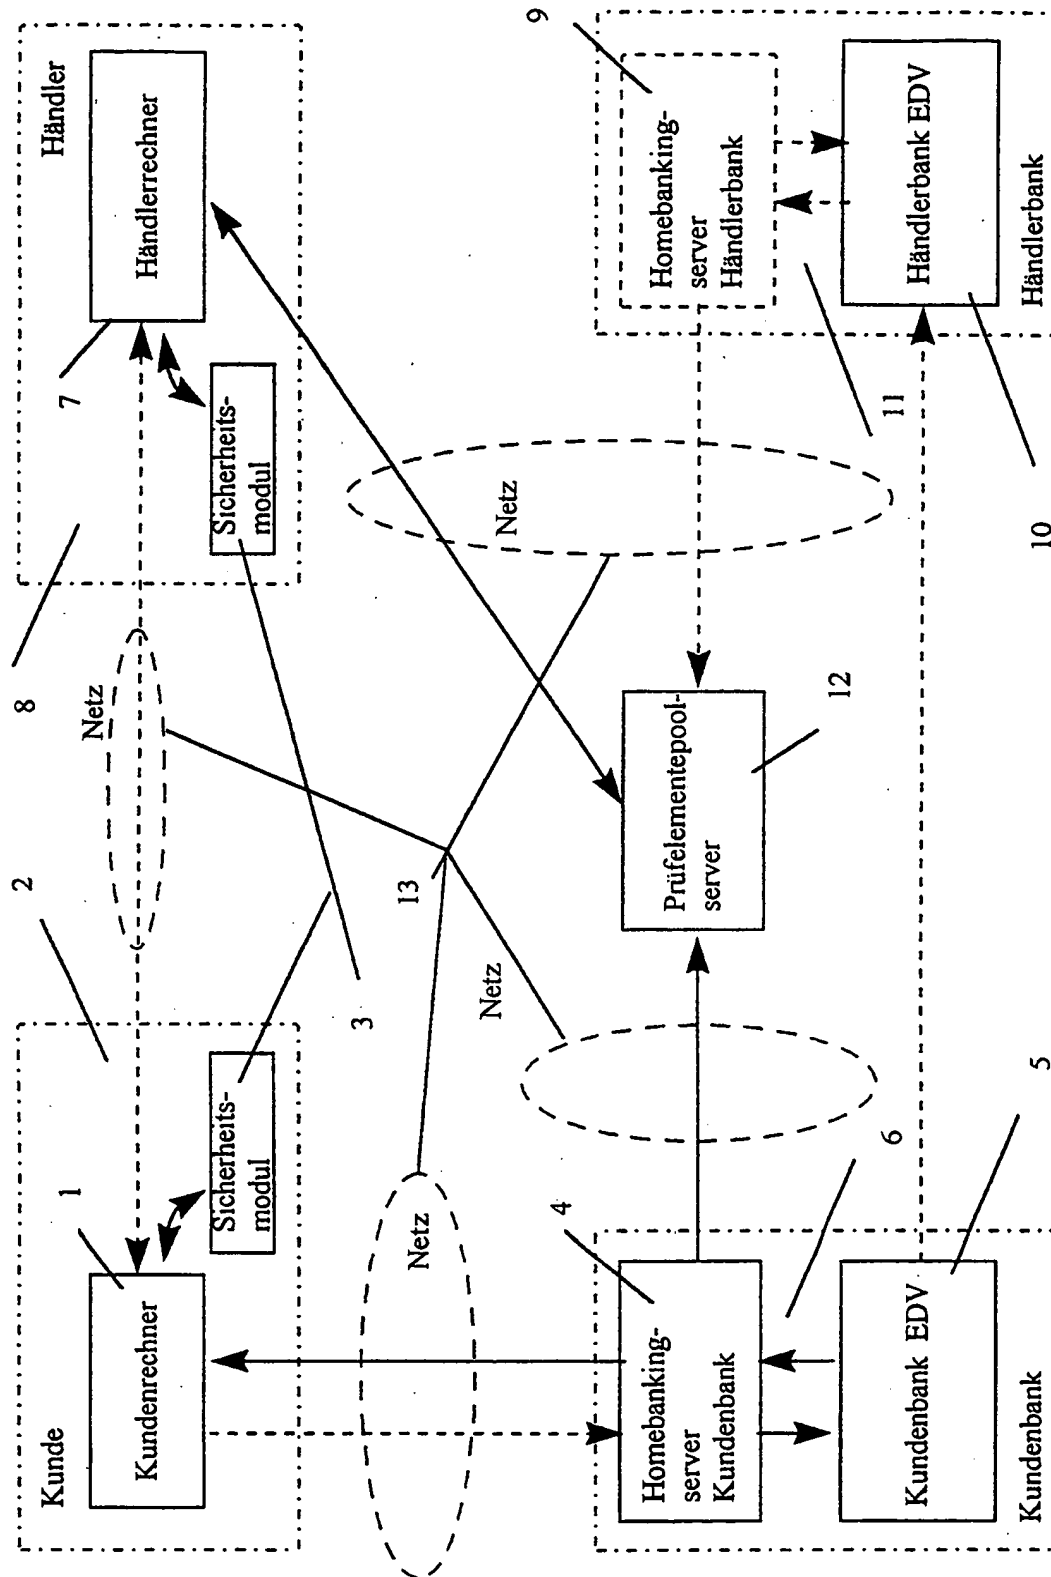 Kunde
Kundenrechner
1
Sicherheits-
modul
2
Netz
8
7
Händler
Händlerrechner
Sicherheits-
modul
3
13
Netz
Netz
Netz
4
Homebanking-
server
Kundenbank
6
Kundenbank EDV
5
Kundenbank
Prüfelementepool-
server
12
9
Homebanking-
server
Händlerbank
11
Händlerbank EDV
10
Händlerbank